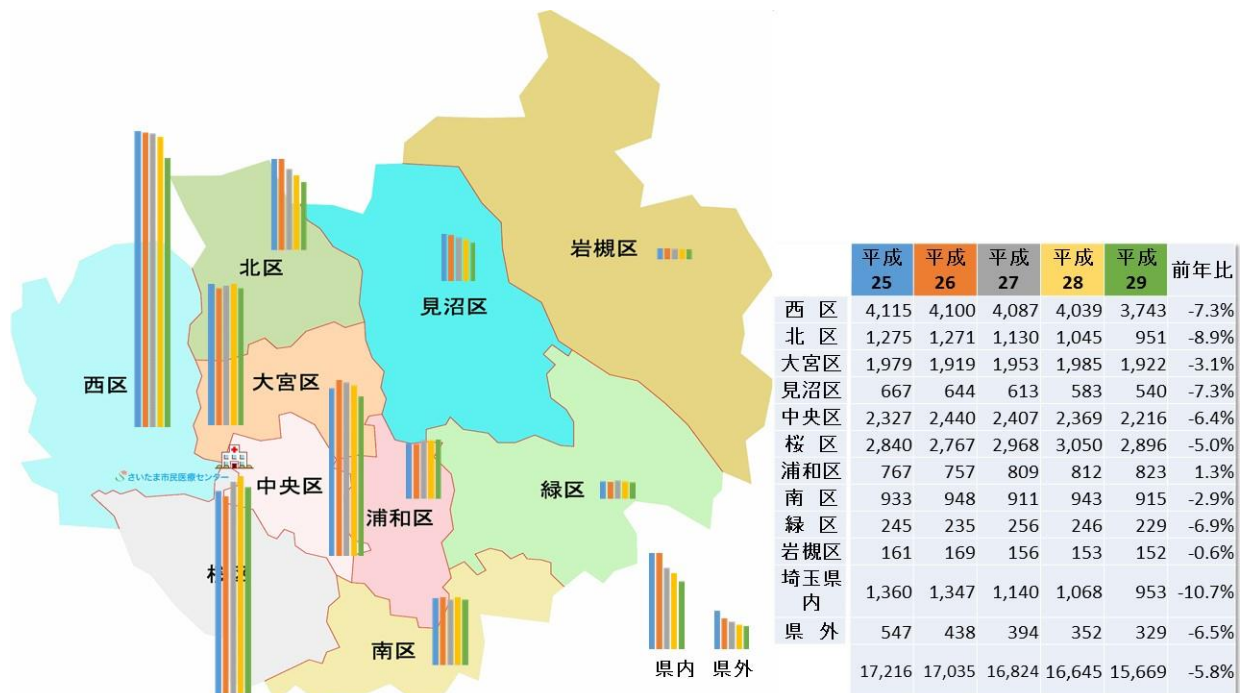 北区
見沼区
岩槻区
西区
大宮区
さいたま市民医療センター
中央区
浦和区
緑区
南区
県内 県外
平成25 平成26 平成27 平成28 平成29 前年比
西 区 4,115 4,100 4,087 4,039 3,743 -7.3%
北 区 1,275 1,271 1,130 1,045 951 -8.9%
大宮区 1,979 1,919 1,953 1,985 1,922 -3.1%
見沼区 667 644 613 583 540 -7.3%
中央区 2,327 2,440 2,407 2,369 2,216 -6.4%
桜 区 2,840 2,767 2,968 3,050 2,896 -5.0%
浦和区 767 757 809 812 823 1.3%
南 区 933 948 911 943 915 -2.9%
緑 区 245 235 256 246 229 -6.9%
岩槻区 161 169 156 153 152 -0.6%
埼玉県内 1,360 1,347 1,140 1,068 953 -10.7%
県 外 547 438 394 352 329 -6.5%
17,216 17,035 16,824 16,645 15,669 -5.8%